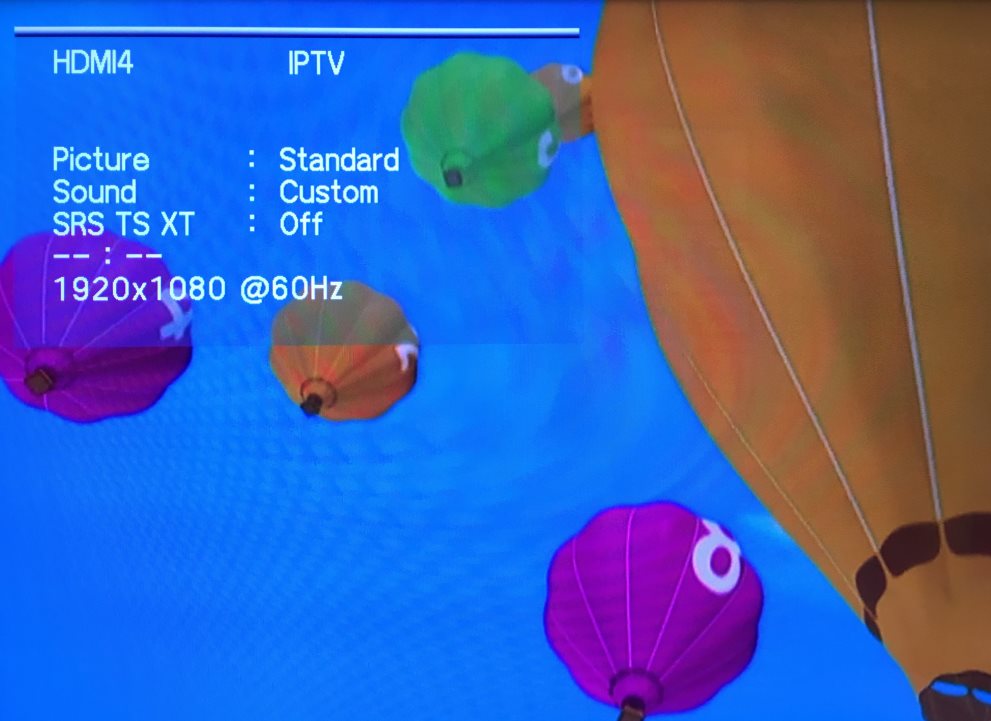 HDMI4 IPTV
Picture : Standard
Sound : Custom
SRS TS XT : Off
-- : --
1920x1080 @60Hz